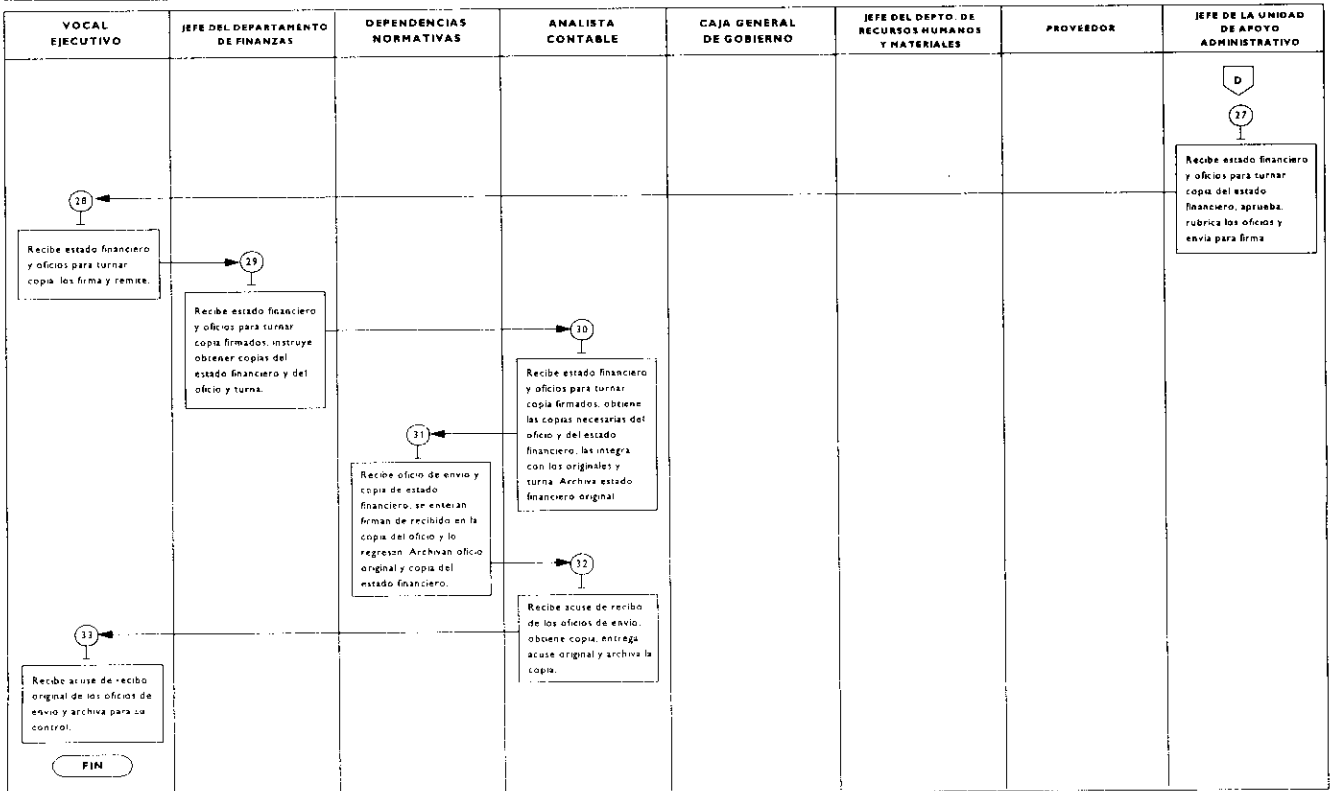 VOCAL
EJECUTIVO
JEFE DEL DEPARTAMENTO
DE FINANZAS
DEPENDENCIAS
NORMATIVAS
ANALISTA
CONTABLE
CAJA GENERAL
DE GOBIERNO
JEFE DEL DEPTO. DE
RECURSOS HUMANOS
Y MATERIALES
PROVEEDOR
JEFE DE LA UNIDAD
DE APOYO
ADMINISTRATIVO
D
27
Recibe estado financiero
y oficios para turnar
copia del estado
financiero, aprueba,
rubrica los oficios y
envía para firma
28
Recibe estado financiero
y oficios para turnar
copia, los firma y remite.
29
Recibe estado financiero
y oficios para turnar
copia firmados, instruye
obtener copias del
estado financiero y del
oficio y turna.
30
Recibe estado financiero
y oficios para turnar
copia firmados, obtiene
las copias necesarias del
oficio y del estado
financiero, las integra
con los originales y
turna. Archiva estado
financiero original
31
Recibe oficio de envío y
copia de estado
financiero, se enteran
firman de recibido en la
copia del oficio y lo
regresan. Archivan oficio
original y copia del
estado financiero.
32
Recibe acuse de recibo
de los oficios de envío,
obtiene copia, entrega
acuse original y archiva la
copia.
33
Recibe acuse de recibo
original de los oficios de
envío y archiva para su
control.
FIN